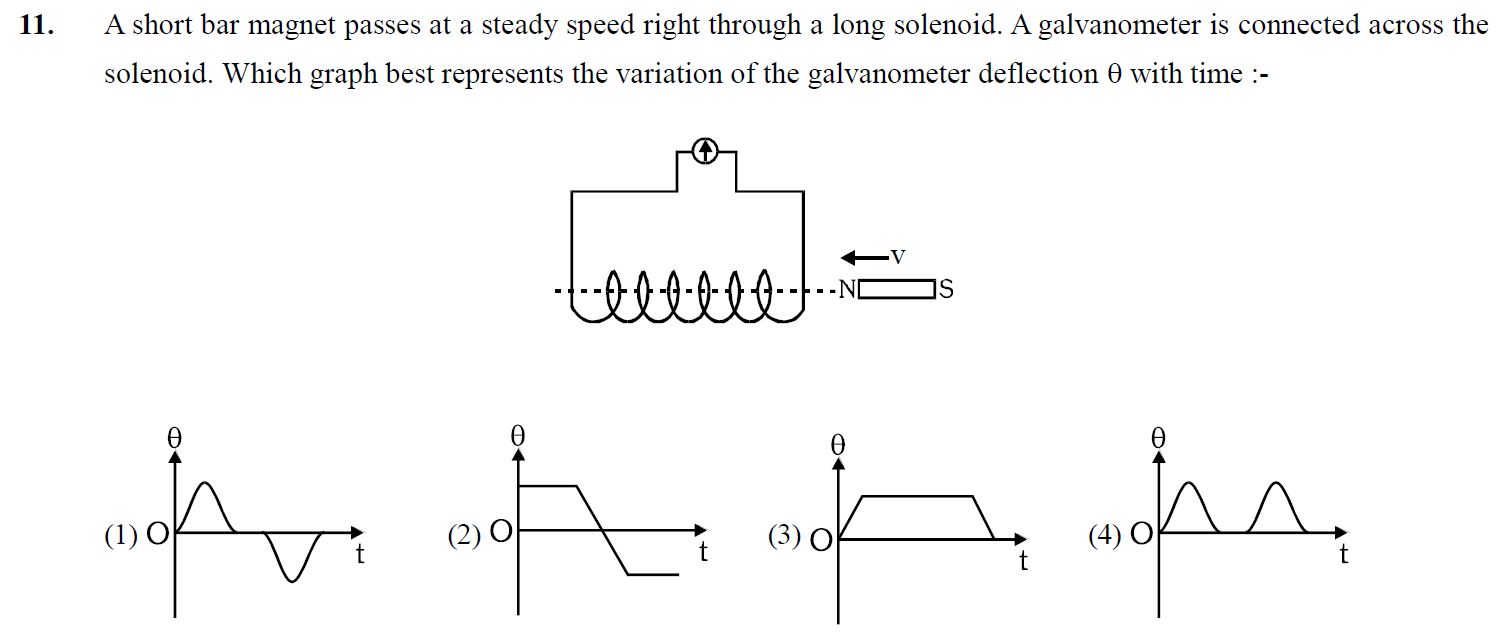 11. A short bar magnet passes at a steady speed right through a long solenoid. A galvanometer is connected across the
solenoid. Which graph best represents the variation of the galvanometer deflection θ with time :-
v
N S
θ θ θ θ
(1) O t (2) O t (3) O t (4) O t